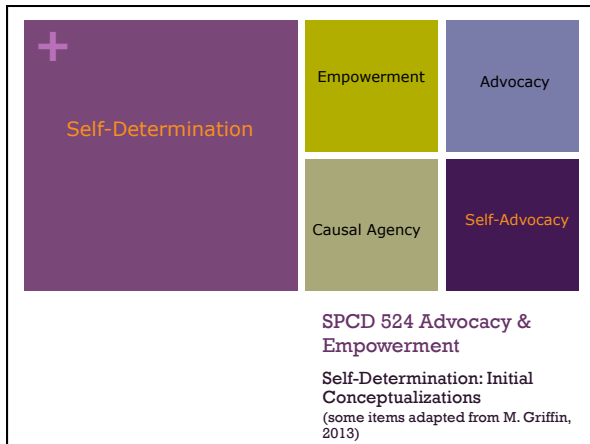 +
Self-Determination
Empowerment
Advocacy
Causal Agency
Self-Advocacy
SPCD 524 Advocacy &
Empowerment
Self-Determination: Initial
Conceptualizations
(some items adapted from M. Griffin,
2013)